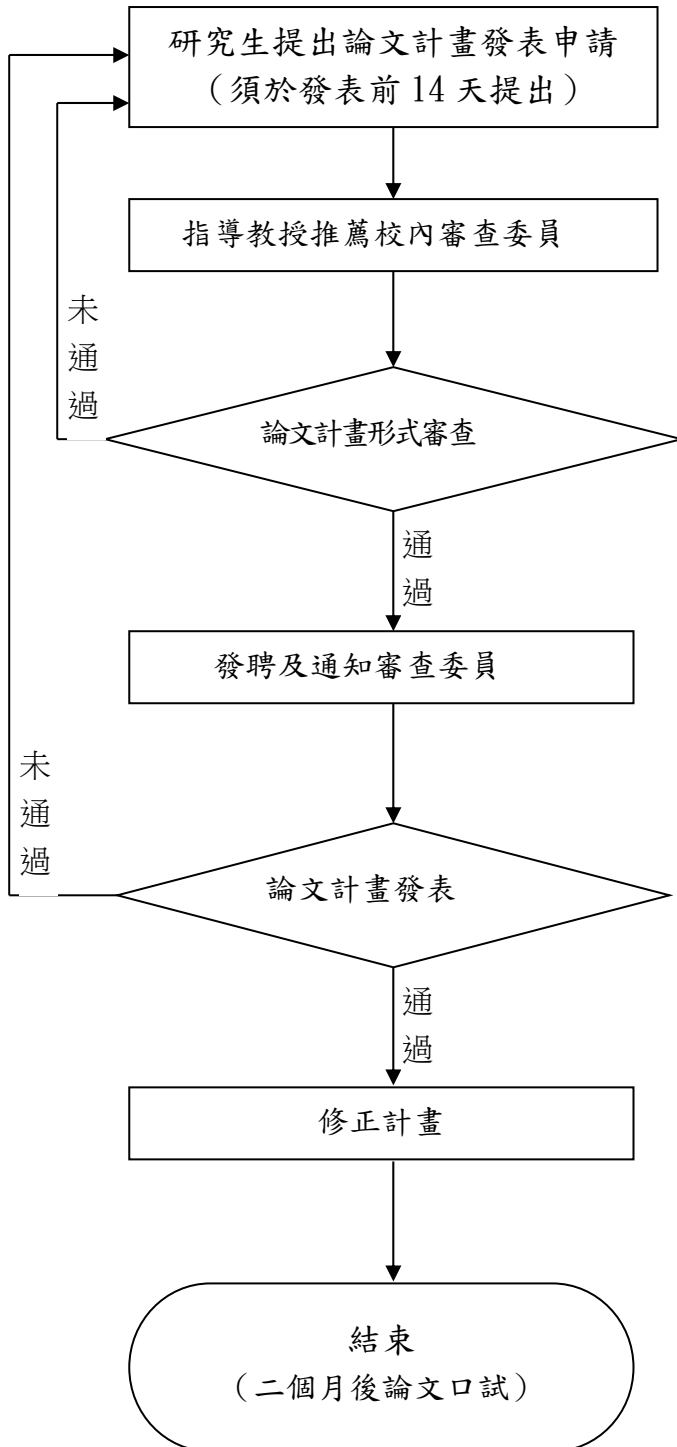 研究生提出論文計畫發表申請
（須於發表前 14 天提出）
指導教授推薦校內審查委員
未通過
論文計畫形式審查
通過
發聘及通知審查委員
未通過
論文計畫發表
通過
修正計畫
結束
（二個月後論文口試）